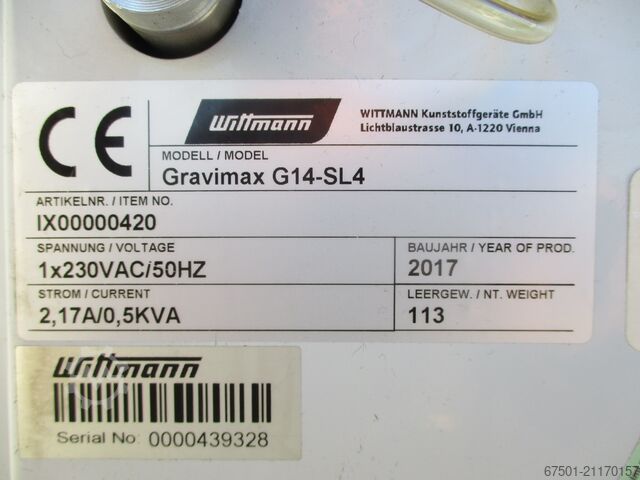 CE
Wittmann
WITTMANN Kunststoffgeräte GmbH
Lichtblaustrasse 10, A-1220 Vienna
MODELL / MODEL
Gravimax G14-SL4
ARTIKELNR. / ITEM NO.
IX00000420
SPANNUNG / VOLTAGE
1x230VAC/50HZ
BAUJAHR / YEAR OF PROD.
2017
STROM / CURRENT
2,17A/0,5KVA
LEERGEW. / NT. WEIGHT
113
Wittmann
Serial No: 0000439328
67501-21170157